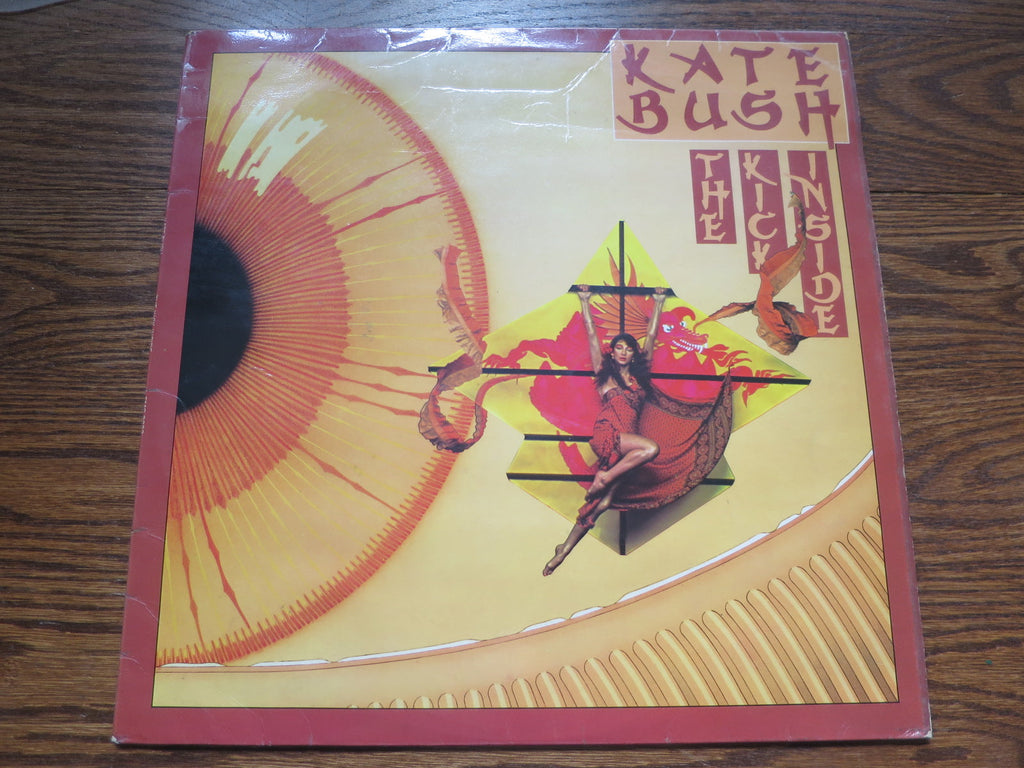 KATE
BUSH
THE
KICK
INSIDE